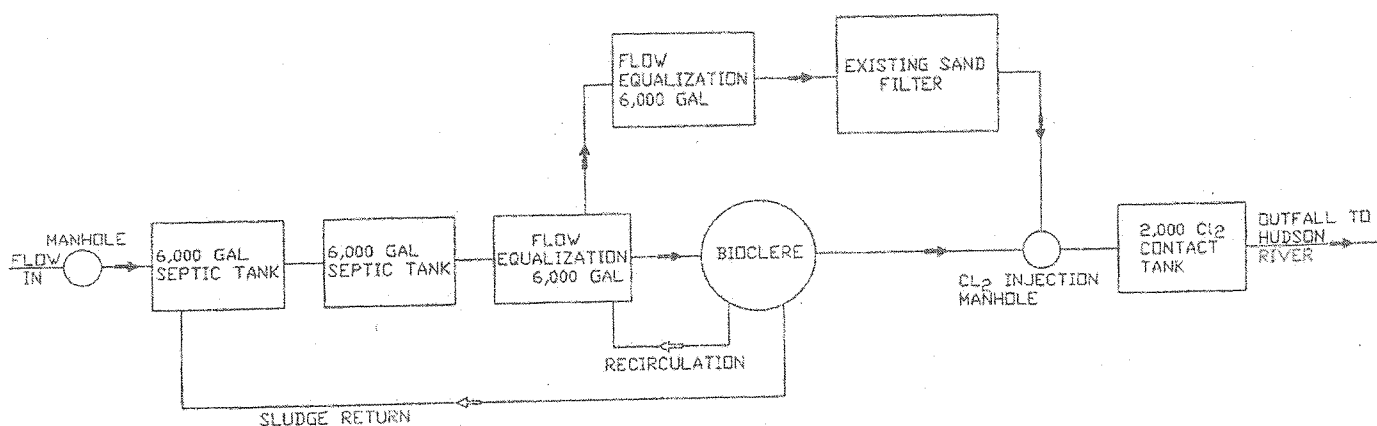 FLOW
EQUALIZATION
6,000 GAL
EXISTING SAND
FILTER
MANHOLE
FLOW
IN
6,000 GAL
SEPTIC TANK
6,000 GAL
SEPTIC TANK
FLOW
EQUALIZATION
6,000 GAL
BIOCLERE
CL₂ INJECTION
MANHOLE
2,000 Cl₂
CONTACT
TANK
OUTFALL TO
HUDSON
RIVER
RECIRCULATION
SLUDGE RETURN